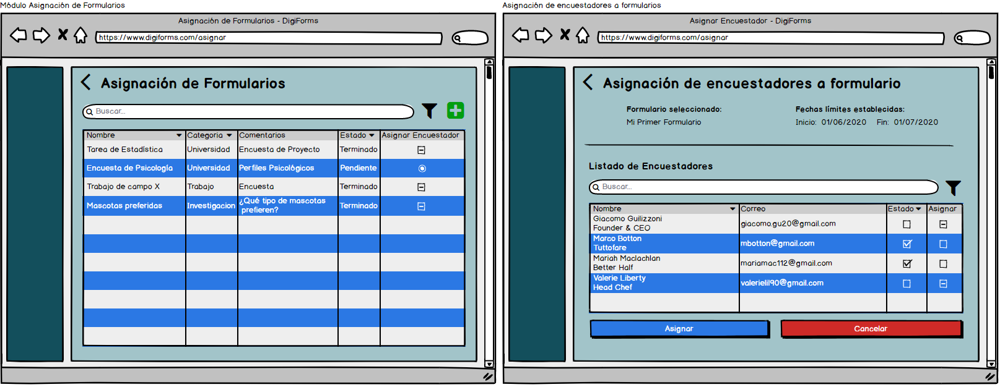 Módulo Asignación de Formularios
Asignación de Formularios - DigiForms
https://www.digiforms.com/asignar
Asignación de Formularios
Buscar...
Nombre Categoria Comentarios Estado Asignar Encuestador
Tarea de Estadística Universidad Encuesta de Proyecto Terminado
Encuesta de Psicología Universidad Perfiles Psicológicos Pendiente
Trabajo de campo X Trabajo Encuesta Terminado
Mascotas preferidas Investigacion ¿Qué tipo de mascotas Terminado
prefieren?
Asignación de encuestadores a formularios
Asignar Encuestador - DigiForms
https://www.digiforms.com/asignar
Asignación de encuestadores a formulario
Formulario seleccionado: Fechas límites establecidas:
Mi Primer Formulario Inicio: 01/06/2020 Fin: 01/07/2020
Listado de Encuestadores
Buscar...
Nombre Correo Estado Asignar
Giacomo Guilizzoni
Founder & CEO giacomo.gu20@gmail.com
Marco Botton
Tuttofare mbotton@gmail.com
Mariah Maclachlan
Better Half mariamac112@gmail.com
Valerie Liberty
Head Chef valerielil90@gmail.com
Asignar Cancelar